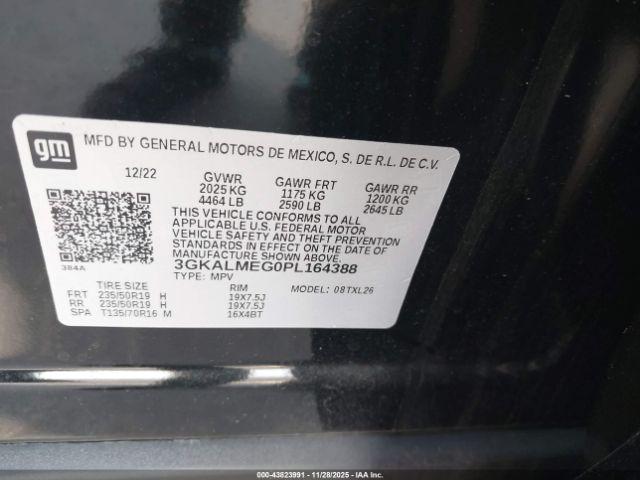 gm
MFD BY GENERAL MOTORS DE MEXICO, S. DE R.L. DE C.V.
12/22 GVWR GAWR FRT GAWR RR
2025 KG 1175 KG 1200 KG
4464 LB 2590 LB 2645 LB
THIS VEHICLE CONFORMS TO ALL
APPLICABLE U.S. FEDERAL MOTOR
VEHICLE SAFETY AND THEFT PREVENTION
STANDARDS IN EFFECT ON THE DATE OF
MANUFACTURE SHOWN ABOVE.
384A
3GKALMEG0PL164388
TYPE: MPV MODEL: 08TXL26
TIRE SIZE RIM
FRT 235/50R19 H 19X7.5J
RR 235/50R19 H 19X7.5J
SPA T135/70R16 M 16X4BT
000-43823991 - 11/28/2025 - IAA Inc.